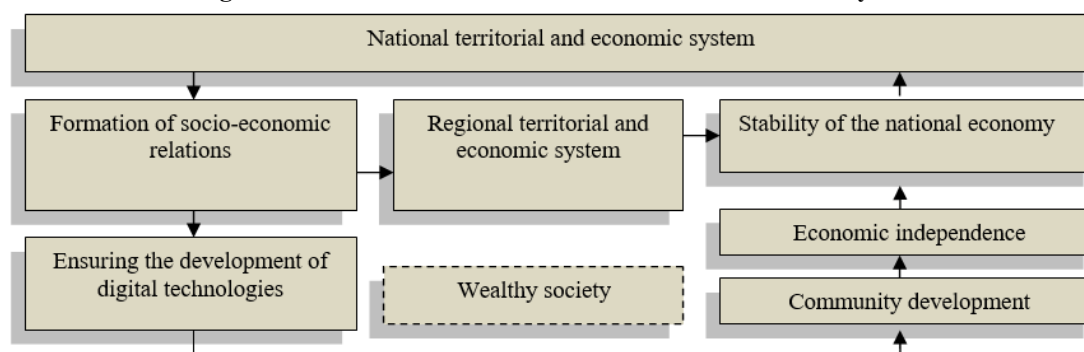 National territorial and economic system
Formation of socio-economic
relations
Regional territorial and
economic system
Stability of the national economy
Economic independence
Ensuring the development of
digital technologies
Wealthy society
Community development